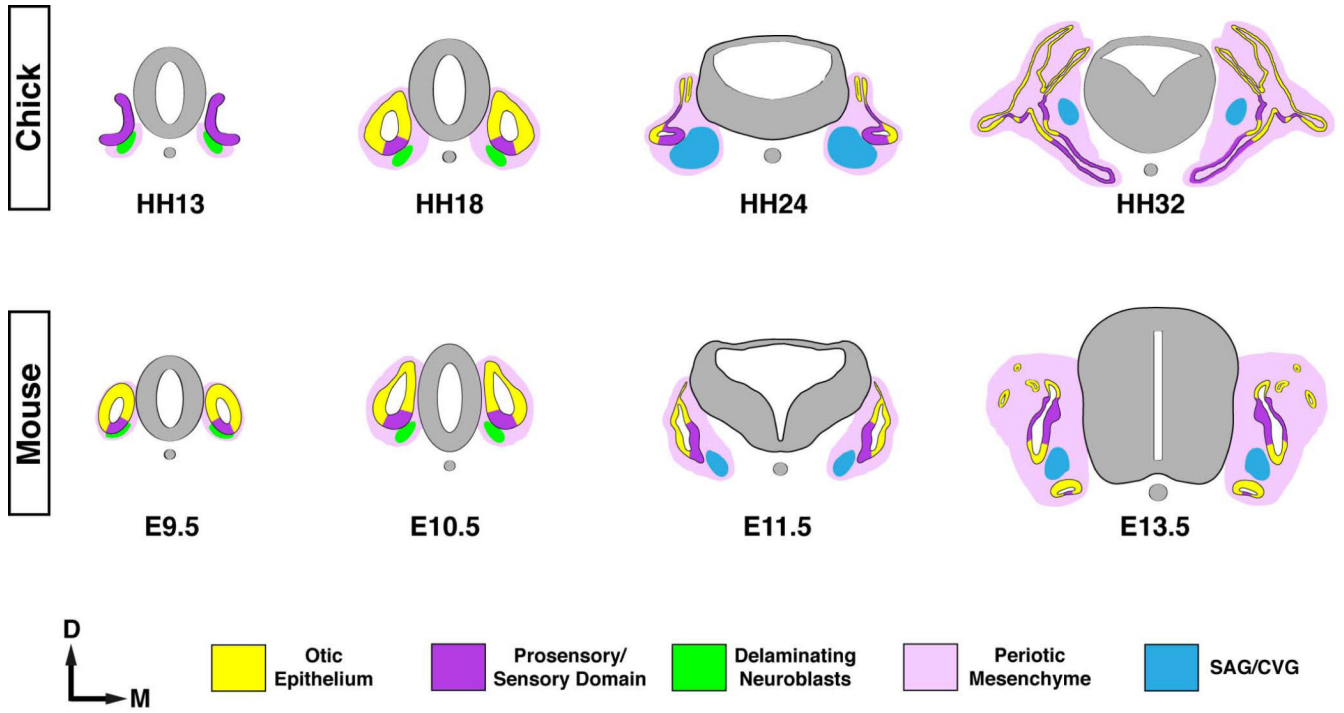 Chick
HH13
HH18
HH24
HH32
Mouse
E9.5
E10.5
E11.5
E13.5
D
M
Otic
Epithelium
Prosensory/
Sensory Domain
Delaminating
Neuroblasts
Periotic
Mesenchyme
SAG/CVG